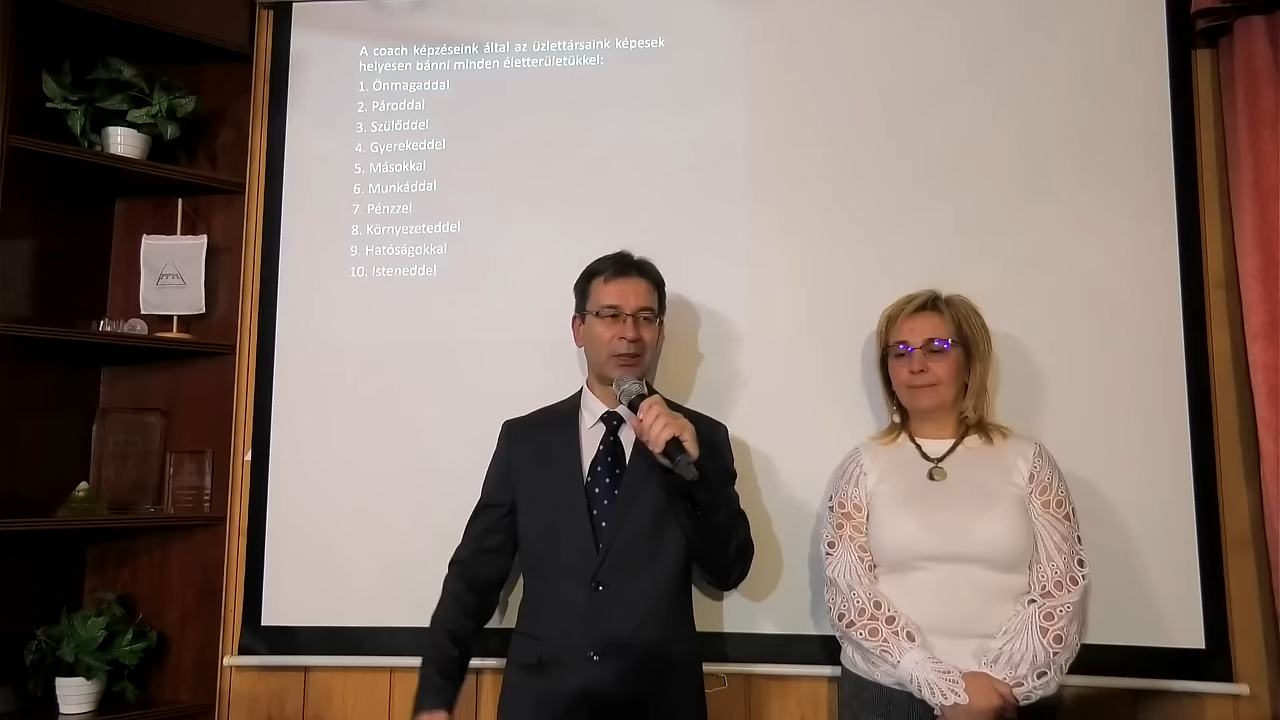 A coach képzéseink által az üzlettársaink képesek
helyesen bánni minden életterületükkel:
1. Önmagaddal
2. Pároddal
3. Szülőddel
4. Gyerekeddel
5. Másokkal
6. Munkáddal
7. Pénzzel
8. Környezeteddel
9. Hatóságokkal
10. Isteneddel